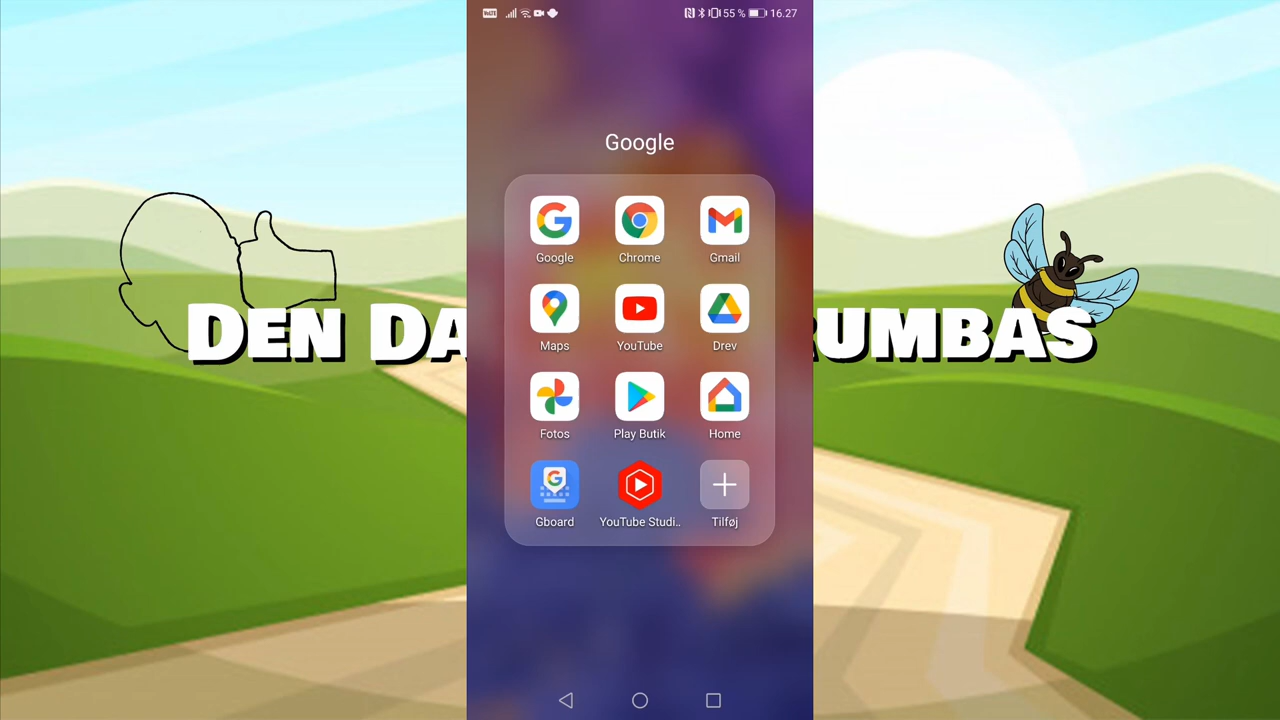 VoLTE 55 % 16.27
Google
Google Chrome Gmail
Maps YouTube Drev
Fotos Play Butik Home
Gboard YouTube Studi.. Tilføj
DEN DA
RUMBAS